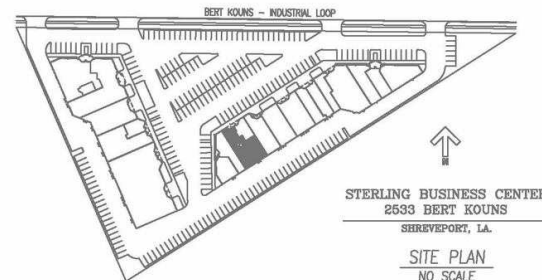 BERT KOUNS - INDUSTRIAL LOOP
N
STERLING BUSINESS CENTER
2533 BERT KOUNS
SHREVEPORT, LA.
SITE PLAN
NO SCALE